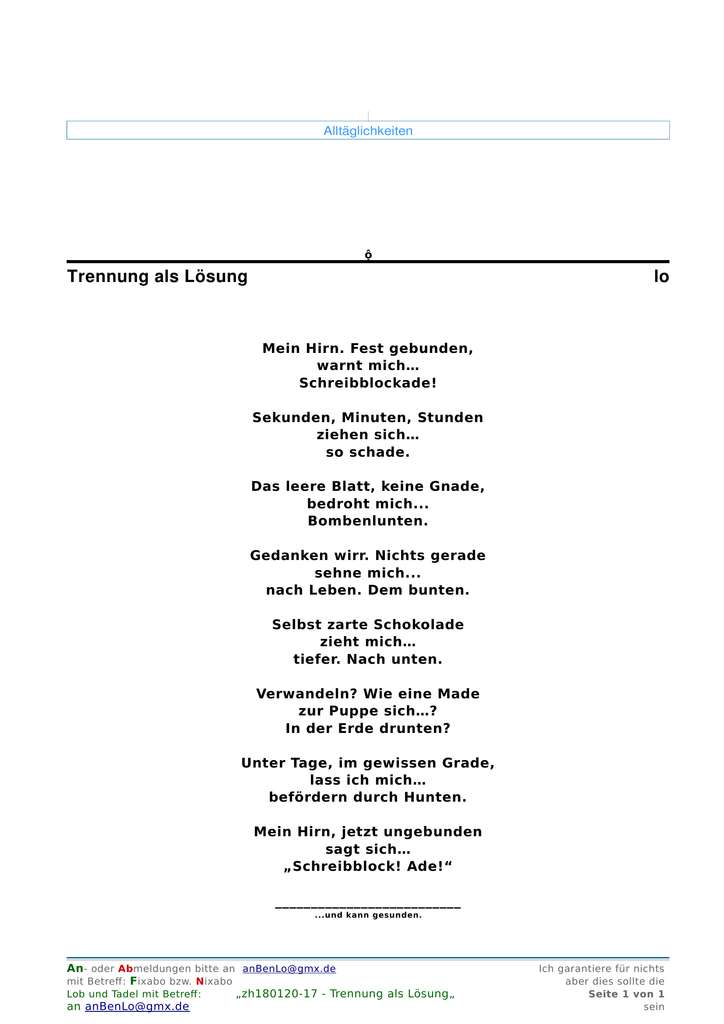 Alltäglichkeiten
Trennung als Lösung lo
Mein Hirn. Fest gebunden,
warnt mich…
Schreibblockade!
Sekunden, Minuten, Stunden
ziehen sich…
so schade.
Das leere Blatt, keine Gnade,
bedroht mich...
Bombenlunten.
Gedanken wirr. Nichts gerade
sehne mich...
nach Leben. Dem bunten.
Selbst zarte Schokolade
zieht mich…
tiefer. Nach unten.
Verwandeln? Wie eine Made
zur Puppe sich…?
In der Erde drunten?
Unter Tage, im gewissen Grade,
lass ich mich…
befördern durch Hunten.
Mein Hirn, jetzt ungebunden
sagt sich…
„Schreibblock! Ade!“
___________________________
...und kann gesunden.
An- oder Abmeldungen bitte an anBenLo@gmx.de Ich garantiere für nichts
mit Betreff: Fixabo bzw. Nixabo aber dies sollte die
Lob und Tadel mit Betreff: „zh180120-17 - Trennung als Lösung„ Seite 1 von 1
an anBenLo@gmx.de sein